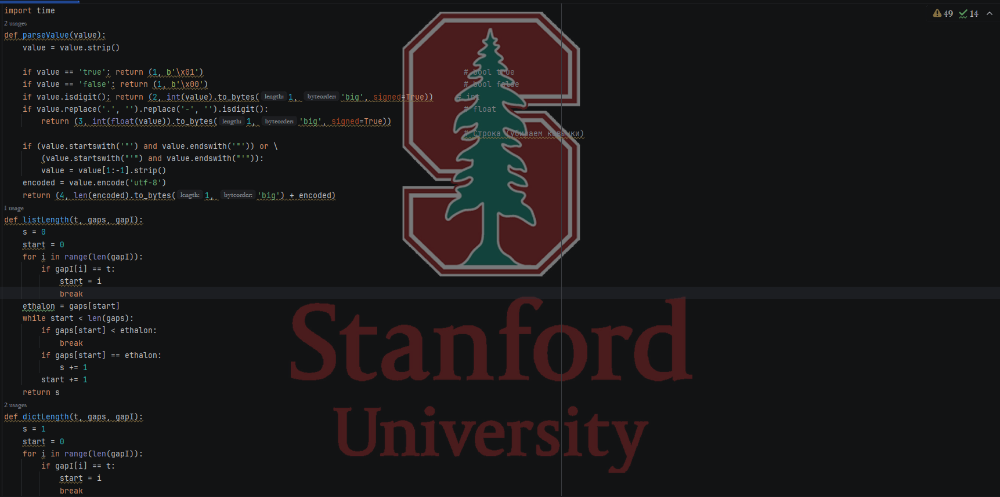 import time
49 14
2 usages
def parseValue(value):
    value = value.strip()

    if value == 'true': return (1, b'\x01')    # bool true
    if value == 'false': return (1, b'\x00')    # bool false
    if value.isdigit(): return (2, int(value).to_bytes( length: 1, byteorder: 'big', signed=True))    # int
    if value.replace('.', '').replace('-', '').isdigit():    # float
        return (3, int(float(value)).to_bytes( length: 1, byteorder: 'big', signed=True))
    # Строка (убираем кавычки)
    if (value.startswith('"') and value.endswith('"')) or \
        (value.startswith("'") and value.endswith("'")):
        value = value[1:-1].strip()
    encoded = value.encode('utf-8')
    return (4, len(encoded).to_bytes( length: 1, byteorder: 'big') + encoded)
1 usage
def listLength(t, gaps, gapI):
    s = 0
    start = 0
    for i in range(len(gapI)):
        if gapI[i] == t:
            start = i
            break
    ethalon = gaps[start]
    while start < len(gaps):
        if gaps[start] < ethalon:
            break
        if gaps[start] == ethalon:
            s += 1
        start += 1
    return s
2 usages
def dictLength(t, gaps, gapI):
    s = 1
    start = 0
    for i in range(len(gapI)):
        if gapI[i] == t:
            start = i
            break
Stanford
University